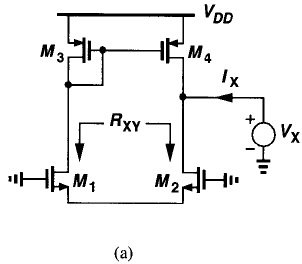 V_DD
M_3
M_4
I_X
R_XY
+
V_X
−
M_1
M_2
(a)